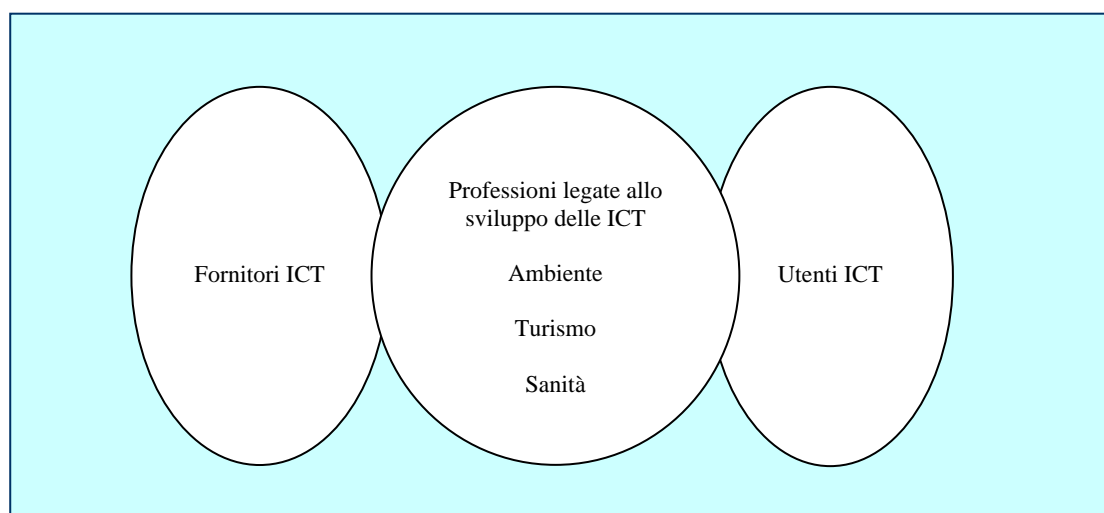 Fornitori ICT
Professioni legate allo
sviluppo delle ICT
Ambiente
Turismo
Sanità
Utenti ICT